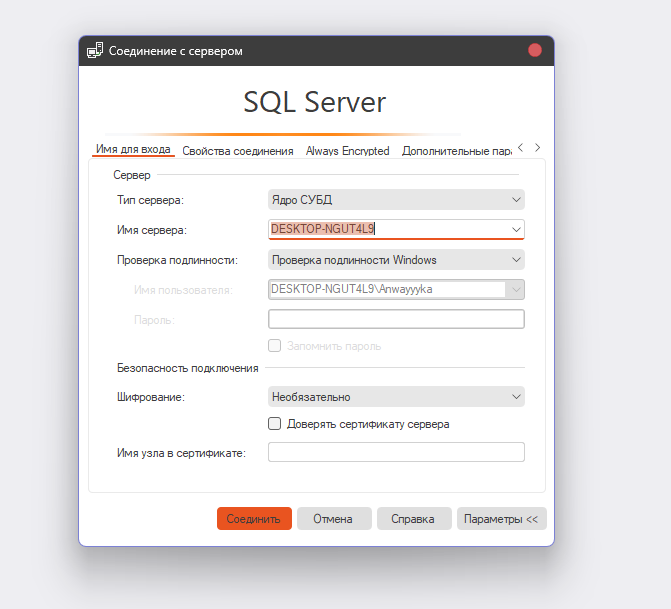 Соединение с сервером
SQL Server
Имя для входа Свойства соединения Always Encrypted Дополнительные пара
Сервер
Тип сервера: Ядро СУБД
Имя сервера: DESKTOP-NGUT4L9
Проверка подлинности: Проверка подлинности Windows
Имя пользователя: DESKTOP-NGUT4L9\Anwayyyka
Пароль:
Запомнить пароль
Безопасность подключения
Шифрование: Необязательно
Доверять сертификату сервера
Имя узла в сертификате:
Соединить Отмена Справка Параметры <<